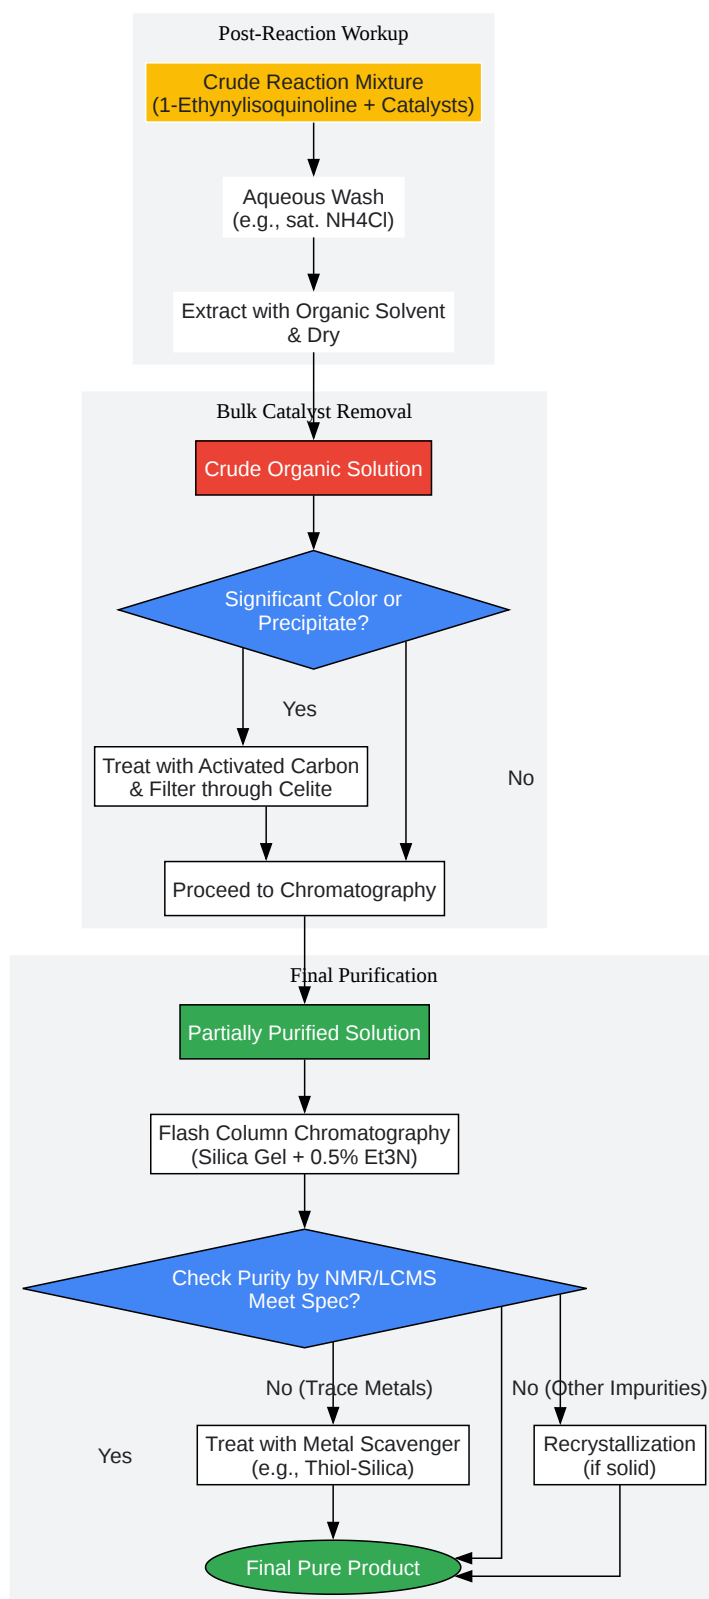 Post-Reaction Workup
Crude Reaction Mixture
(1-Ethynylisoquinoline + Catalysts)
Aqueous Wash
(e.g., sat. NH4Cl)
Extract with Organic Solvent
& Dry
Bulk Catalyst Removal
Crude Organic Solution
Significant Color or
Precipitate?
Yes
Treat with Activated Carbon
& Filter through Celite
No
Proceed to Chromatography
Final Purification
Partially Purified Solution
Flash Column Chromatography
(Silica Gel + 0.5% Et3N)
Check Purity by NMR/LCMS
Meet Spec?
No (Trace Metals)
No (Other Impurities)
Treat with Metal Scavenger
(e.g., Thiol-Silica)
Recrystallization
(if solid)
Yes
Final Pure Product